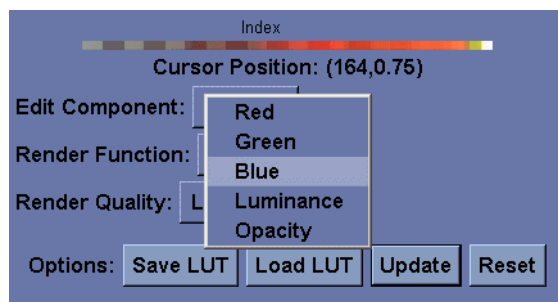 Index
Cursor Position: (164,0.75)
Edit Component:
Red
Green
Render Function:
Blue
Render Quality: L
Luminance
Opacity
Options: Save LUT Load LUT Update Reset